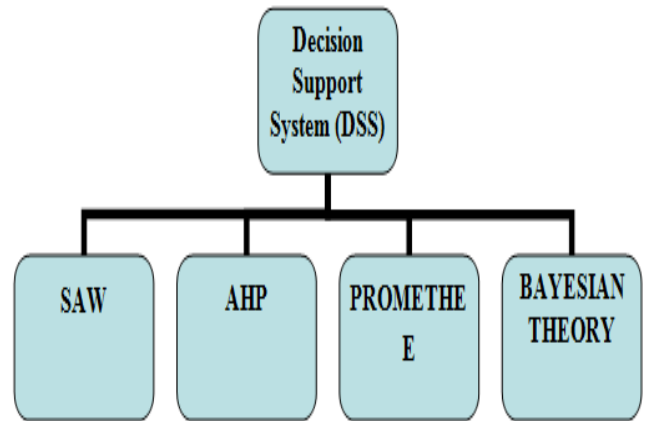 Decision
Support
System (DSS)
SAW
AHP
PROMETHE
E
BAYESIAN
THEORY